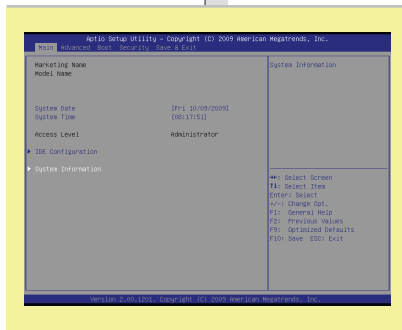 Aptio Setup Utility - Copyright (C) 2009 American Megatrends, Inc.
Main Advanced Boot Security Save & Exit
Marketing Name
Model Name
System Information
System Date [Fri 10/09/2009]
System Time [08:17:51]
Access Level Administrator
▶ IDE Configuration
▶ System Information
↔: Select Screen
↑↓: Select Item
Enter: Select
+/-: Change Opt.
F1: General Help
F2: Previous Values
F9: Optimized Defaults
F10: Save ESC: Exit
Version 2.00.1201. Copyright (C) 2009 American Megatrends, Inc.